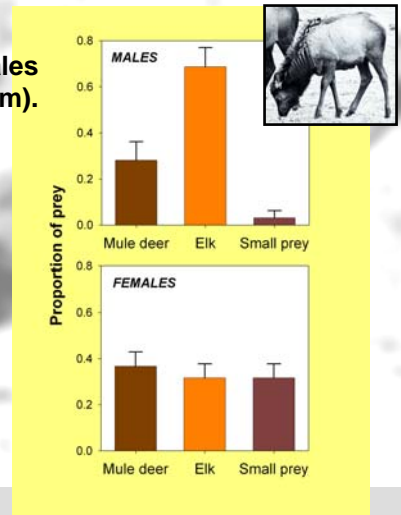 ales
m).
Proportion of prey
MALES
0.8
0.6
0.4
0.2
0.0
Mule deer Elk Small prey
FEMALES
0.8
0.6
0.4
0.2
0.0
Mule deer Elk Small prey